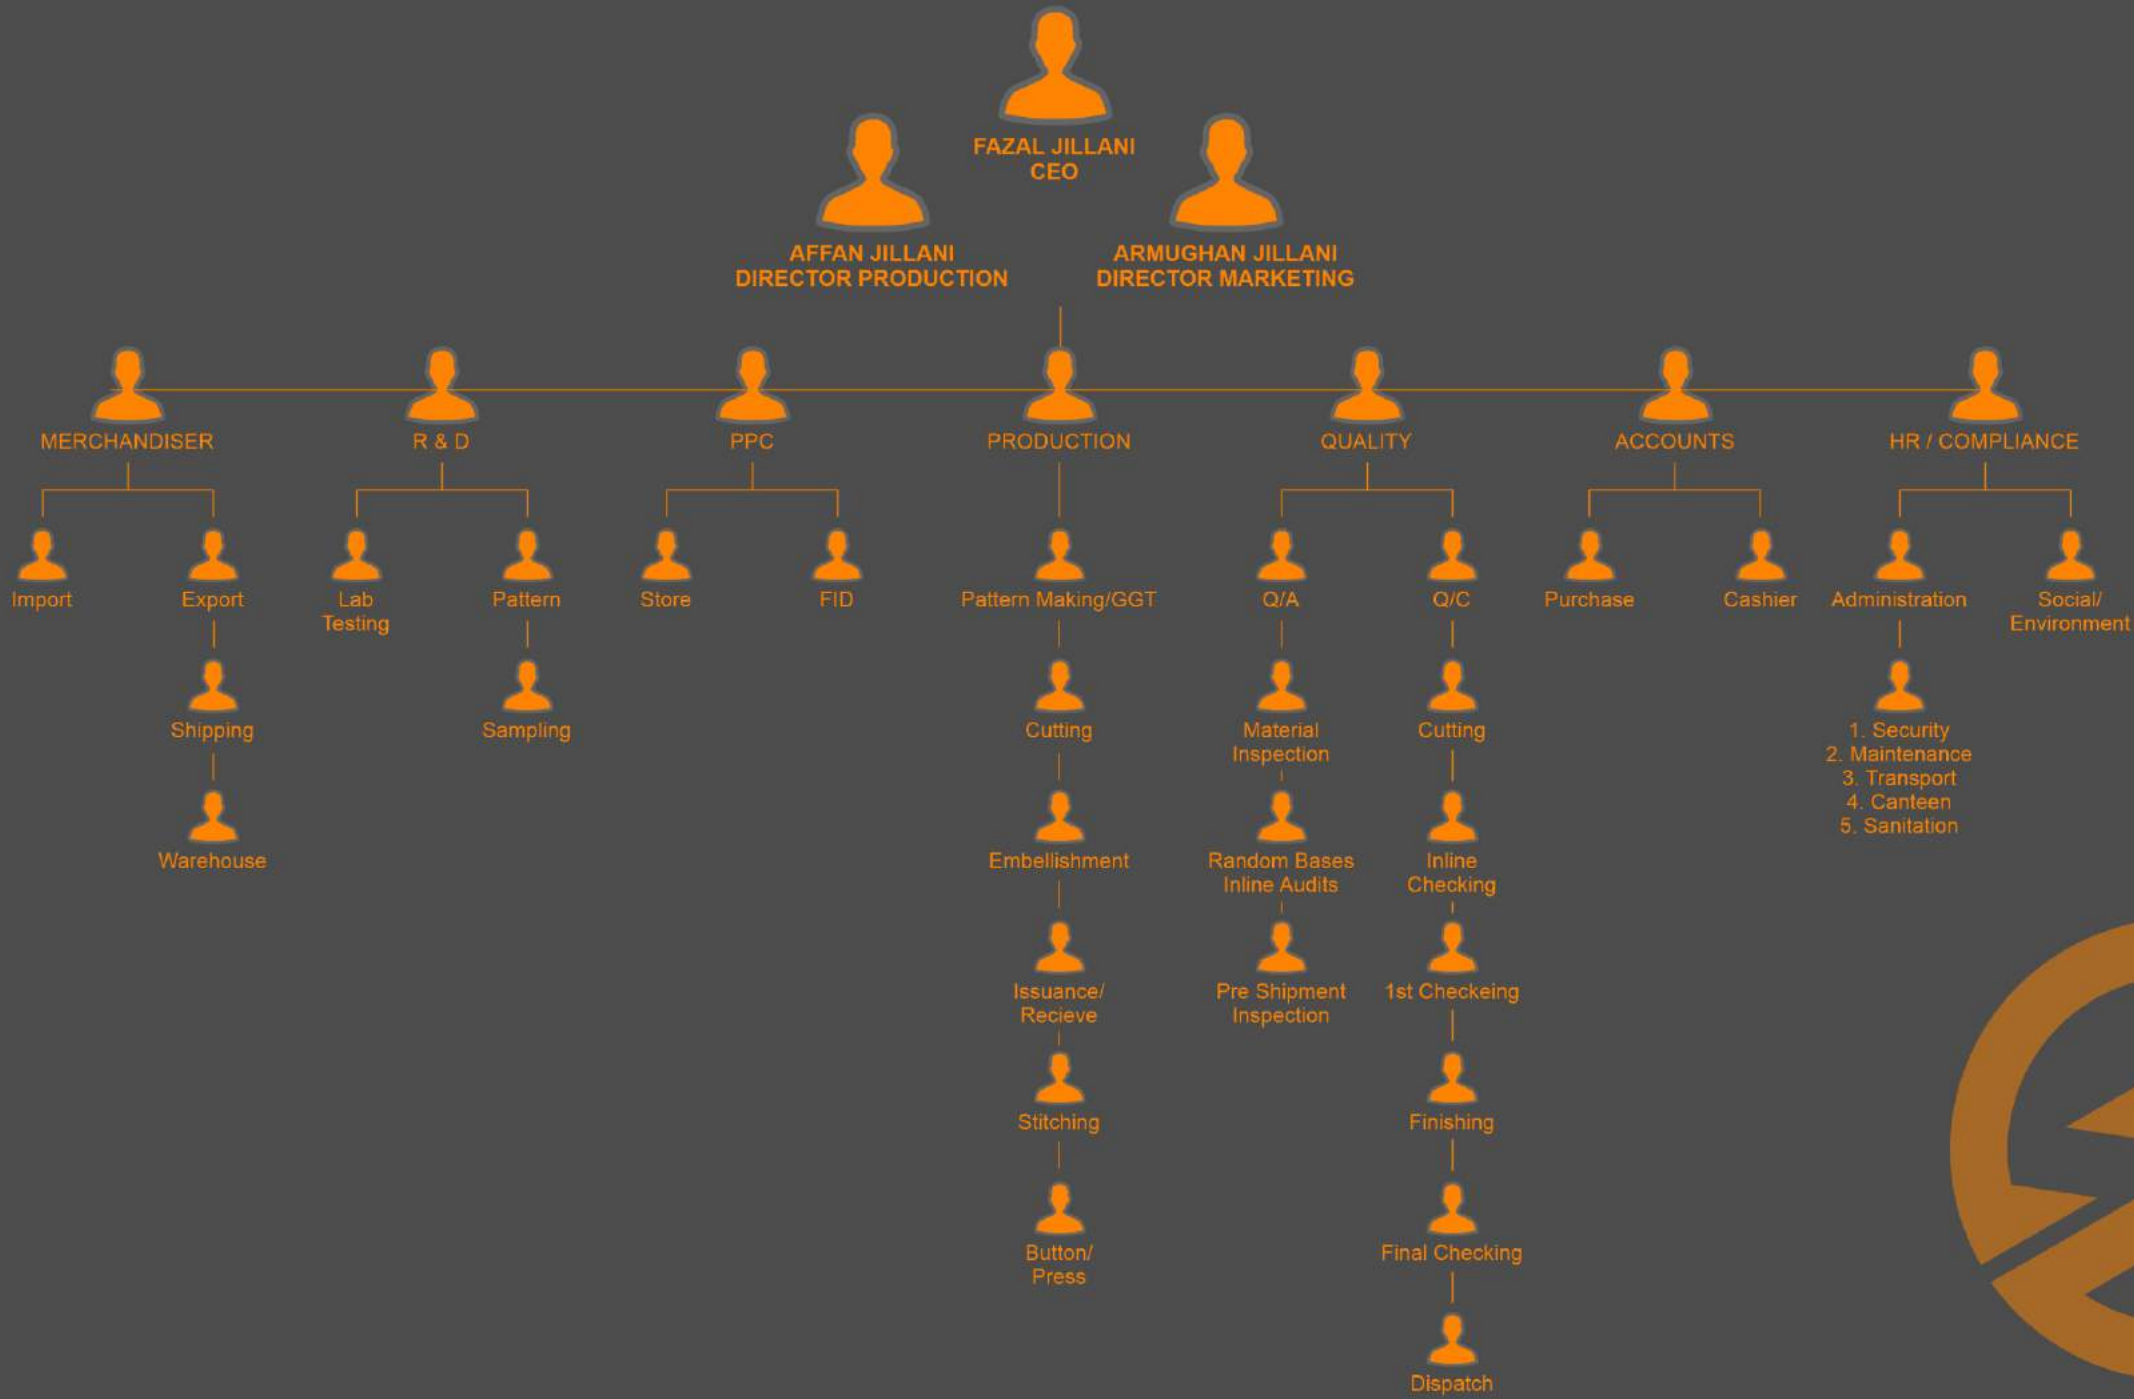 FAZAL JILLANI
CEO
AFFAN JILLANI
DIRECTOR PRODUCTION
ARMUGHAN JILLANI
DIRECTOR MARKETING
MERCHANDISER
R & D
PPC
PRODUCTION
QUALITY
ACCOUNTS
HR / COMPLIANCE
Import
Export
Lab
Testing
Pattern
Store
FID
Pattern Making/GGT
Q/A
Q/C
Purchase
Cashier
Administration
Social/
Environment
Shipping
Sampling
Cutting
Material
Inspection
Cutting
1. Security
2. Maintenance
3. Transport
4. Canteen
5. Sanitation
Warehouse
Embellishment
Random Bases
Inline Audits
Inline
Checking
Issuance/
Recieve
Pre Shipment
Inspection
1st Checkeing
Stitching
Finishing
Button/
Press
Final Checking
Dispatch